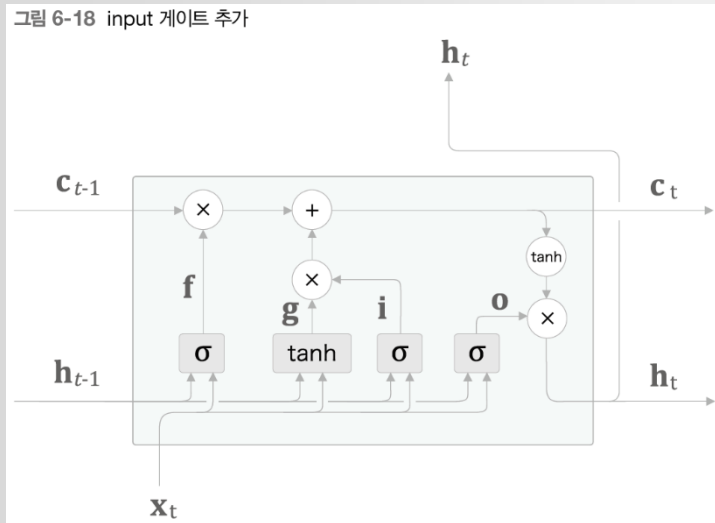 그림 6-18 input 게이트 추가
h_t
c_{t-1}
c_t
×
+
tanh
×
f
g
i
o
×
σ
tanh
σ
σ
h_{t-1}
h_t
x_t